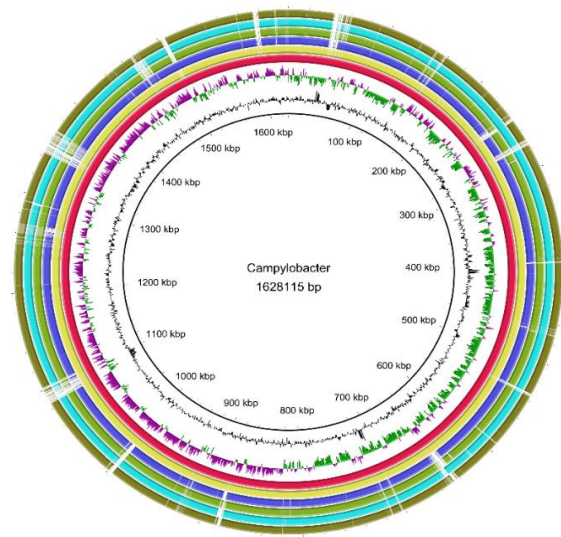 Campylobacter
1628115 bp
100 kbp
200 kbp
300 kbp
400 kbp
500 kbp
600 kbp
700 kbp
800 kbp
900 kbp
1000 kbp
1100 kbp
1200 kbp
1300 kbp
1400 kbp
1500 kbp
1600 kbp